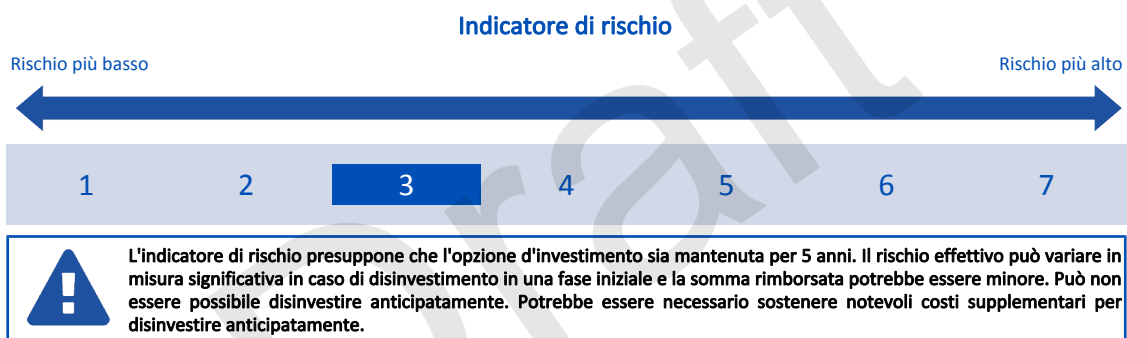 Indicatore di rischio
Rischio più basso
Rischio più alto
1 2 3 4 5 6 7
L'indicatore di rischio presuppone che l'opzione d'investimento sia mantenuta per 5 anni. Il rischio effettivo può variare in
misura significativa in caso di disinvestimento in una fase iniziale e la somma rimborsata potrebbe essere minore. Può non
essere possibile disinvestire anticipatamente. Potrebbe essere necessario sostenere notevoli costi supplementari per
disinvestire anticipatamente.
Draft